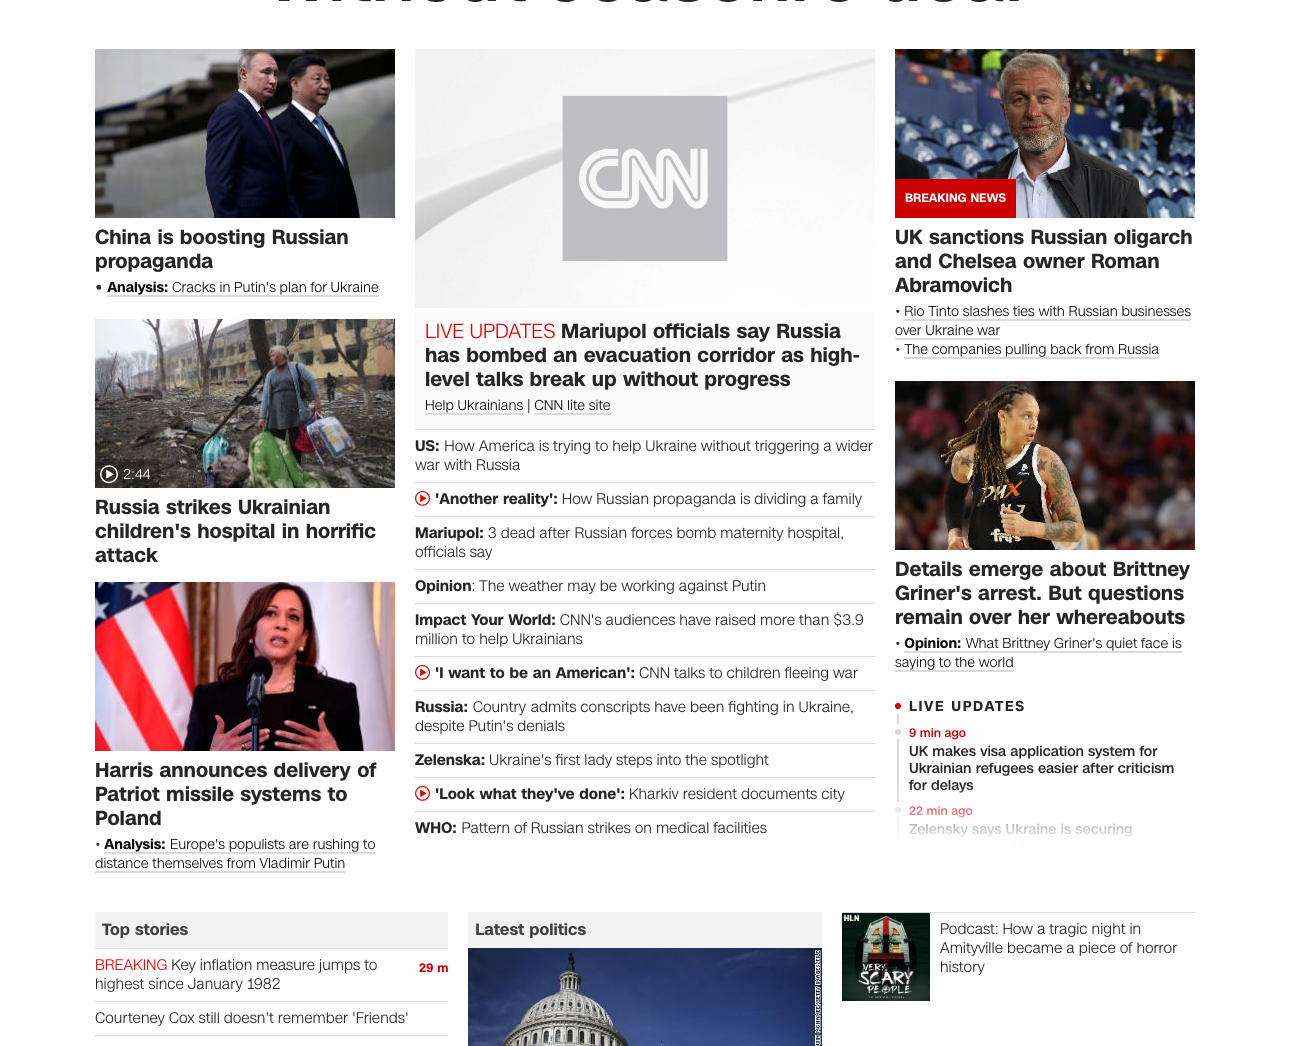 without ceasefire deal
China is boosting Russian
propaganda
• Analysis: Cracks in Putin's plan for Ukraine
2:44
Russia strikes Ukrainian
children's hospital in horrific
attack
Harris announces delivery of
Patriot missile systems to
Poland
• Analysis: Europe's populists are rushing to
distance themselves from Vladimir Putin
CNN
LIVE UPDATES Mariupol officials say Russia
has bombed an evacuation corridor as high-
level talks break up without progress
Help Ukrainians | CNN lite site
US: How America is trying to help Ukraine without triggering a wider
war with Russia
'Another reality': How Russian propaganda is dividing a family
Mariupol: 3 dead after Russian forces bomb maternity hospital,
officials say
Opinion: The weather may be working against Putin
Impact Your World: CNN's audiences have raised more than $3.9
million to help Ukrainians
'I want to be an American': CNN talks to children fleeing war
Russia: Country admits conscripts have been fighting in Ukraine,
despite Putin's denials
Zelenska: Ukraine's first lady steps into the spotlight
'Look what they've done': Kharkiv resident documents city
WHO: Pattern of Russian strikes on medical facilities
BREAKING NEWS
UK sanctions Russian oligarch
and Chelsea owner Roman
Abramovich
• Rio Tinto slashes ties with Russian businesses
over Ukraine war
• The companies pulling back from Russia
Details emerge about Brittney
Griner's arrest. But questions
remain over her whereabouts
• Opinion: What Brittney Griner's quiet face is
saying to the world
LIVE UPDATES
9 min ago
UK makes visa application system for
Ukrainian refugees easier after criticism
for delays
22 min ago
Zelensky says Ukraine is securing
Top stories
BREAKING Key inflation measure jumps to
highest since January 1982
29 m
Courteney Cox still doesn't remember 'Friends'
Latest politics
HLN
VERY
SCARY
PEOPLE
Podcast: How a tragic night in
Amityville became a piece of horror
history